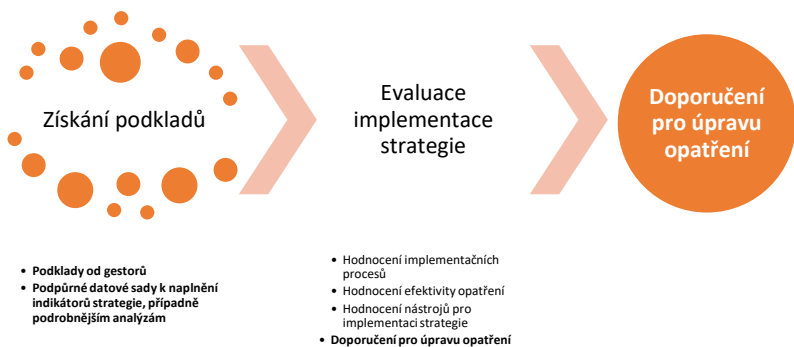 Získání podkladů
Evaluace
implementace
strategie
Doporučení
pro úpravu
opatření
• Podklady od gestorů
• Podpůrné datové sady k naplnění
indikátorů strategie, případně
podrobnějším analýzám
• Hodnocení implementačních
procesů
• Hodnocení efektivity opatření
• Hodnocení nástrojů pro
implementaci strategie
• Doporučení pro úpravu opatření